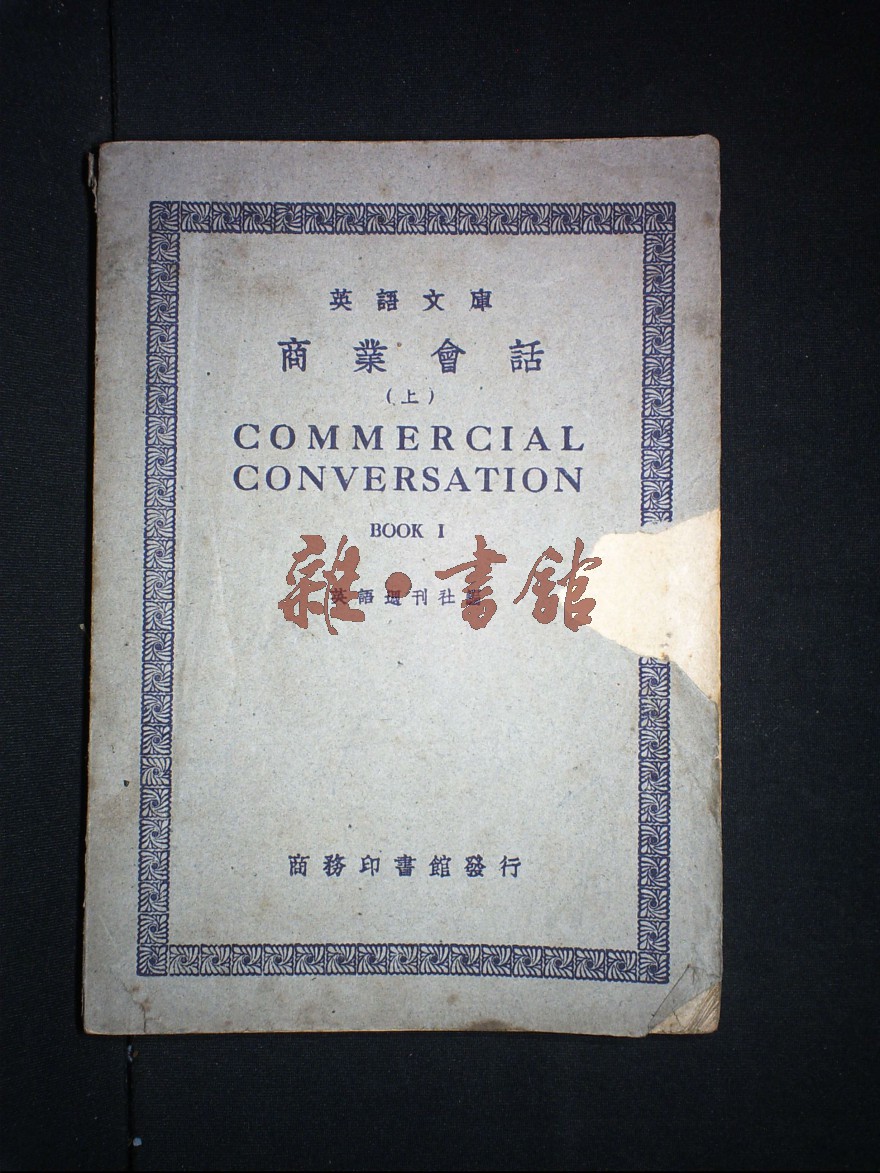 英語文庫
商業會話
(上)
COMMERCIAL
CONVERSATION
BOOK I
英語週刊社編
雜·書館
商務印書館發行